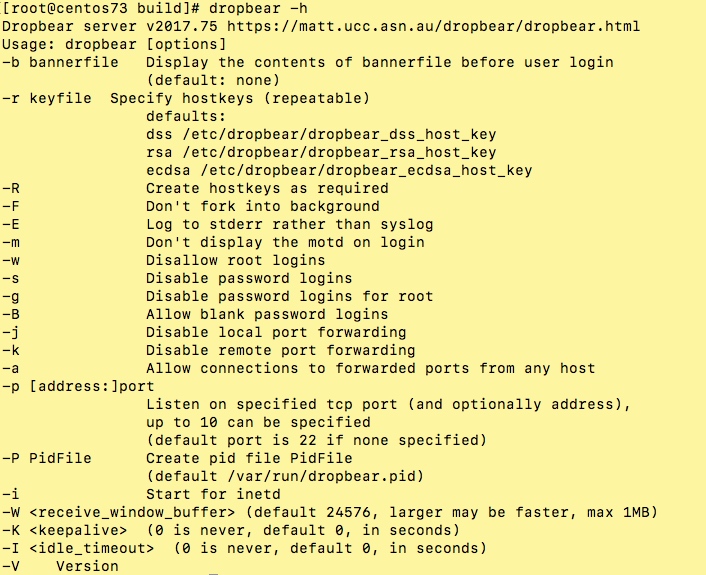 [root@centos73 build]# dropbear -h
Dropbear server v2017.75 https://matt.ucc.asn.au/dropbear/dropbear.html
Usage: dropbear [options]
-b bannerfile   Display the contents of bannerfile before user login
                (default: none)
-r keyfile  Specify hostkeys (repeatable)
                defaults:
                dss /etc/dropbear/dropbear_dss_host_key
                rsa /etc/dropbear/dropbear_rsa_host_key
                ecdsa /etc/dropbear/dropbear_ecdsa_host_key
-R              Create hostkeys as required
-F              Don't fork into background
-E              Log to stderr rather than syslog
-m              Don't display the motd on login
-w              Disallow root logins
-s              Disable password logins
-g              Disable password logins for root
-B              Allow blank password logins
-j              Disable local port forwarding
-k              Disable remote port forwarding
-a              Allow connections to forwarded ports from any host
-p [address:]port
                Listen on specified tcp port (and optionally address),
                up to 10 can be specified
                (default port is 22 if none specified)
-P PidFile      Create pid file PidFile
                (default /var/run/dropbear.pid)
-i              Start for inetd
-W <receive_window_buffer> (default 24576, larger may be faster, max 1MB)
-K <keepalive>  (0 is never, default 0, in seconds)
-I <idle_timeout>  (0 is never, default 0, in seconds)
-V    Version